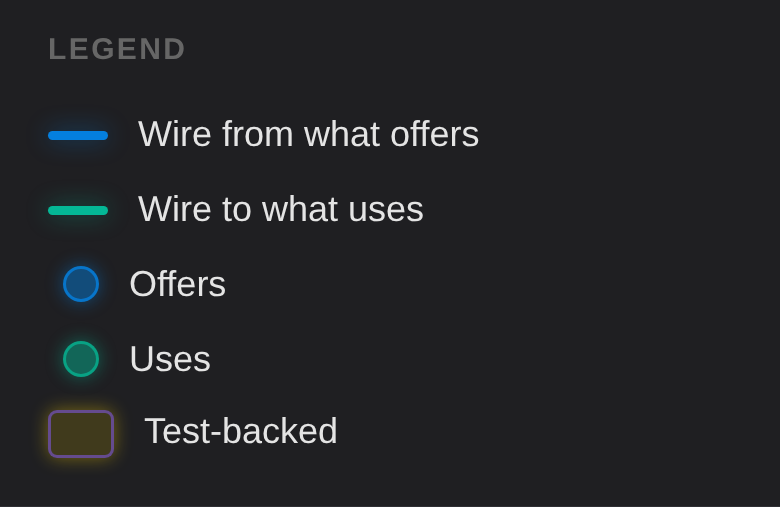 LEGEND
Wire from what offers
Wire to what uses
Offers
Uses
Test-backed